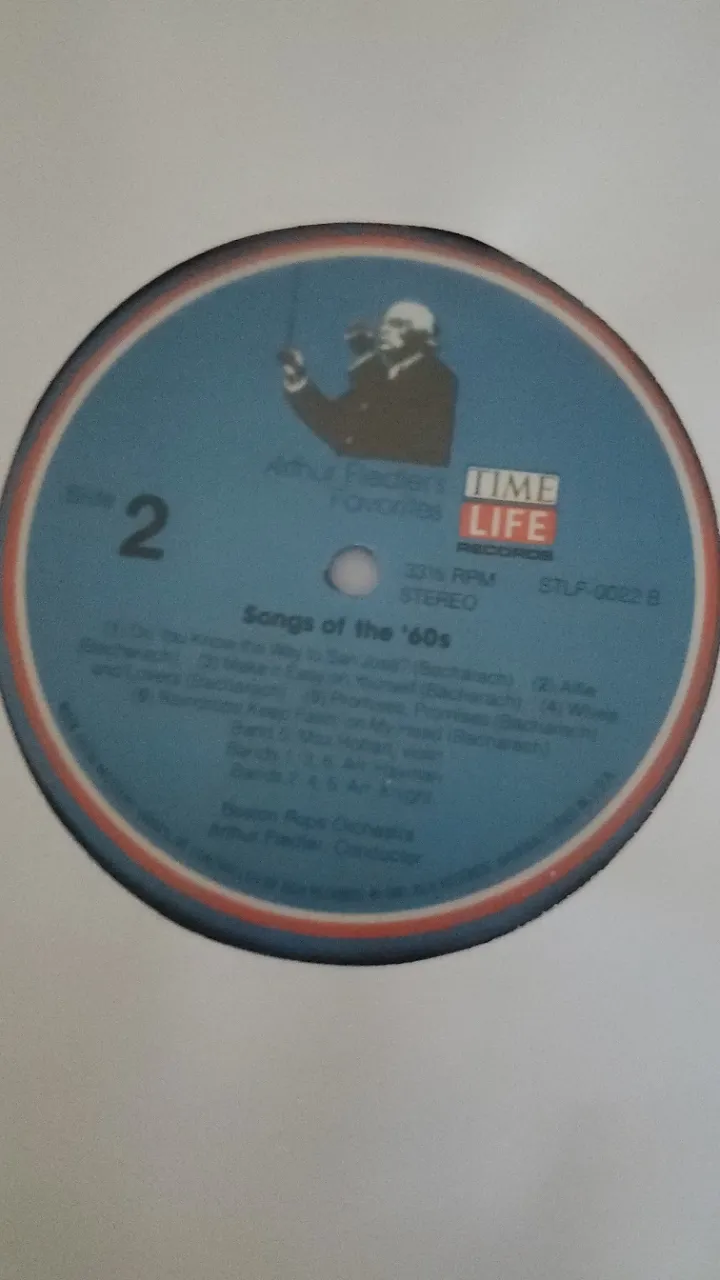 Arthur Fiedler's
Favorites
TIME
LIFE
RECORDS
Side
2
33⅓ RPM
STEREO
STLF-0022 B
Songs of the '60s
(1) Do You Know the Way to San José? (Bacharach) (2) Alfie
(Bacharach) (3) Make It Easy on Yourself (Bacharach) (4) Wives
and Lovers (Bacharach) (5) Promises, Promises (Bacharach)
(6) Raindrops Keep Fallin' on My Head (Bacharach)
Band 5: Max violin
Bands 1, 3, 6: Arr. Hayman
Bands 2, 4, 5: Arr.
Boston Pops Orchestra
Arthur Fiedler, Conductor